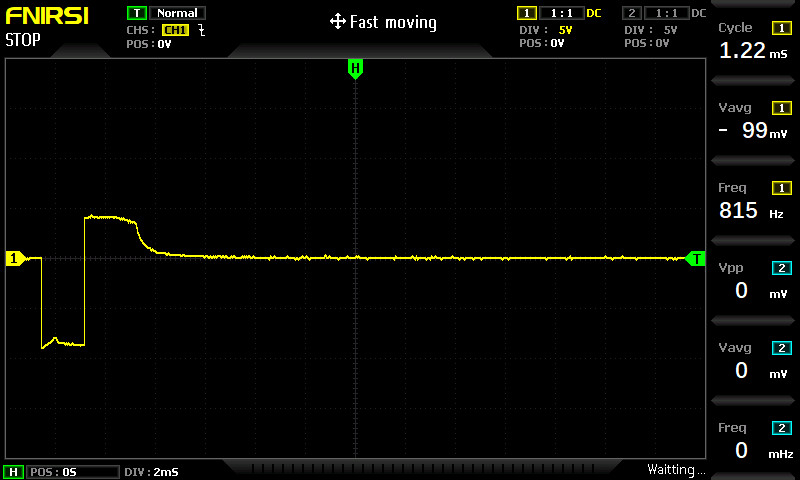 FNIRSI
STOP
T Normal
CHS: CH1
POS: 0V
Fast moving
1 1:1 DC
DIV: 5V
POS: 0V
2 1:1 DC
DIV: 5V
POS: 0V
H
1
T
Cycle 1
1.22 mS
Vavg 1
- 99 mV
Freq 1
815 Hz
Vpp 2
0 mV
Vavg 2
0 mV
Freq 2
0 mHz
H POS: 0S DIV: 2mS
Waitting...